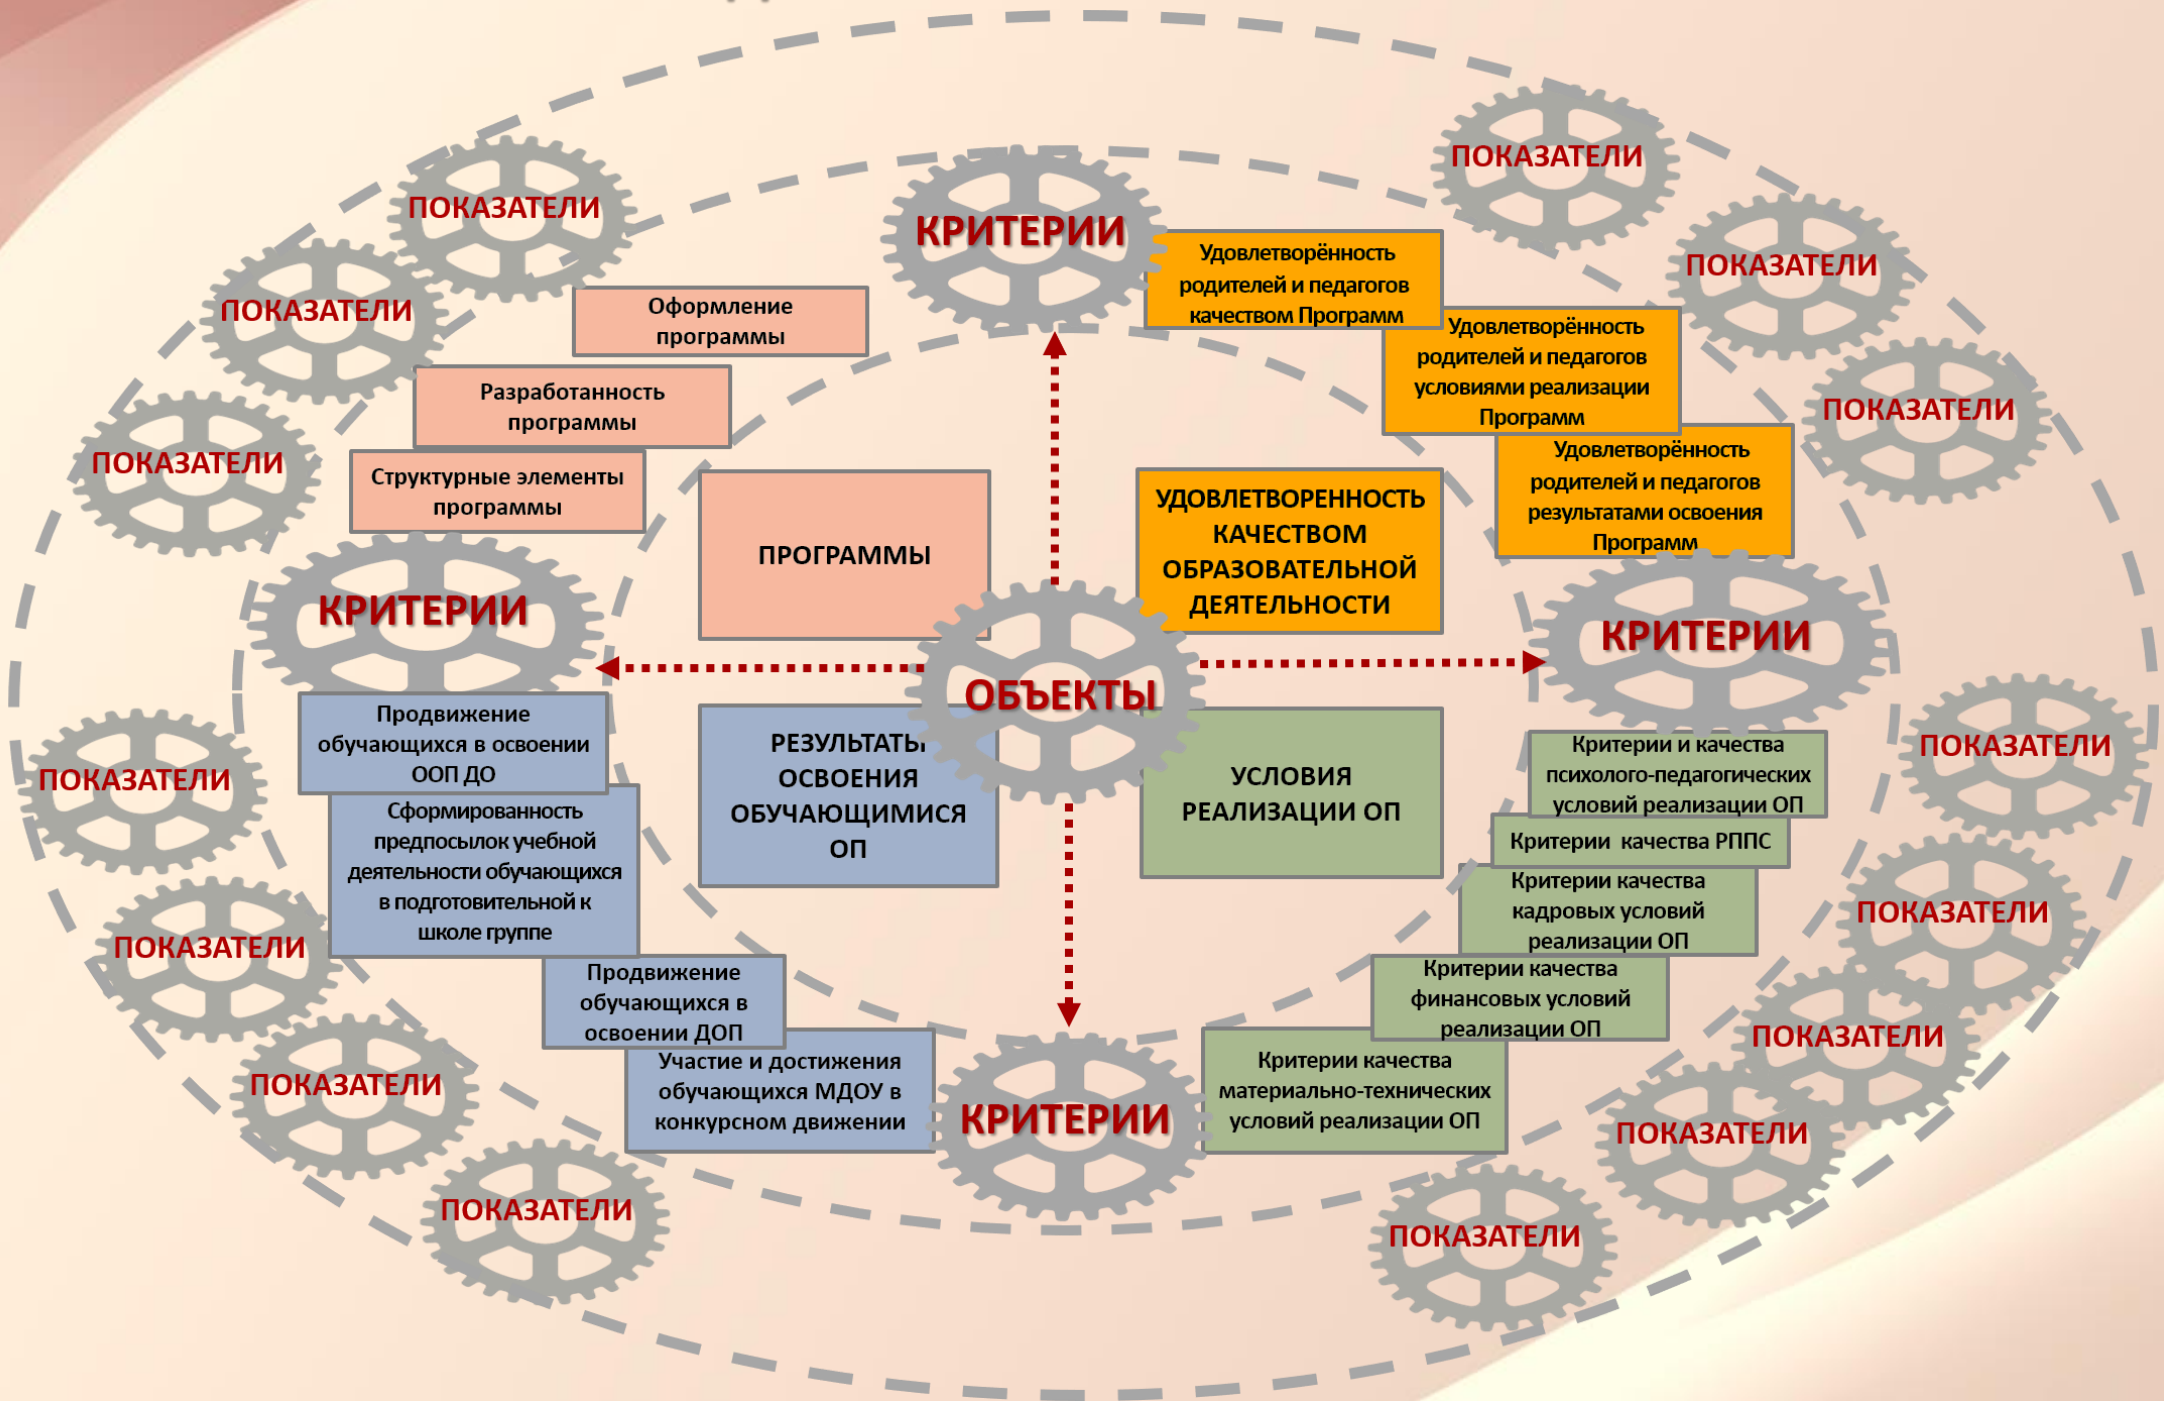 ПОКАЗАТЕЛИ
ПОКАЗАТЕЛИ
ПОКАЗАТЕЛИ
КРИТЕРИИ
Оформление
программы
Разработанность
программы
Структурные элементы
программы
ПРОГРАММЫ
КРИТЕРИИ
Удовлетворённость
родителей и педагогов
качеством Программ
Удовлетворённость
родителей и педагогов
условиями реализации
Программ
Удовлетворённость
родителей и педагогов
результатами освоения
Программ
УДОВЛЕТВОРЕННОСТЬ
КАЧЕСТВОМ
ОБРАЗОВАТЕЛЬНОЙ
ДЕЯТЕЛЬНОСТИ
ПОКАЗАТЕЛИ
ПОКАЗАТЕЛИ
ПОКАЗАТЕЛИ
КРИТЕРИИ
ОБЪЕКТЫ
РЕЗУЛЬТАТЫ
ОСВОЕНИЯ
ОБУЧАЮЩИМИСЯ
ОП
УСЛОВИЯ
РЕАЛИЗАЦИИ ОП
Продвижение
обучающихся в освоении
ООП ДО
Сформированность
предпосылок учебной
деятельности обучающихся
в подготовительной к
школе группе
Продвижение
обучающихся в
освоении ДОП
Участие и достижения
обучающихся МДОУ в
конкурсном движении
ПОКАЗАТЕЛИ
ПОКАЗАТЕЛИ
ПОКАЗАТЕЛИ
ПОКАЗАТЕЛИ
КРИТЕРИИ
Критерии и качества
психолого-педагогических
условий реализации ОП
Критерии  качества РППС
Критерии качества
кадровых условий
реализации ОП
Критерии качества
финансовых условий
реализации ОП
Критерии качества
материально-технических
условий реализации ОП
ПОКАЗАТЕЛИ
ПОКАЗАТЕЛИ
ПОКАЗАТЕЛИ
ПОКАЗАТЕЛИ
ПОКАЗАТЕЛИ